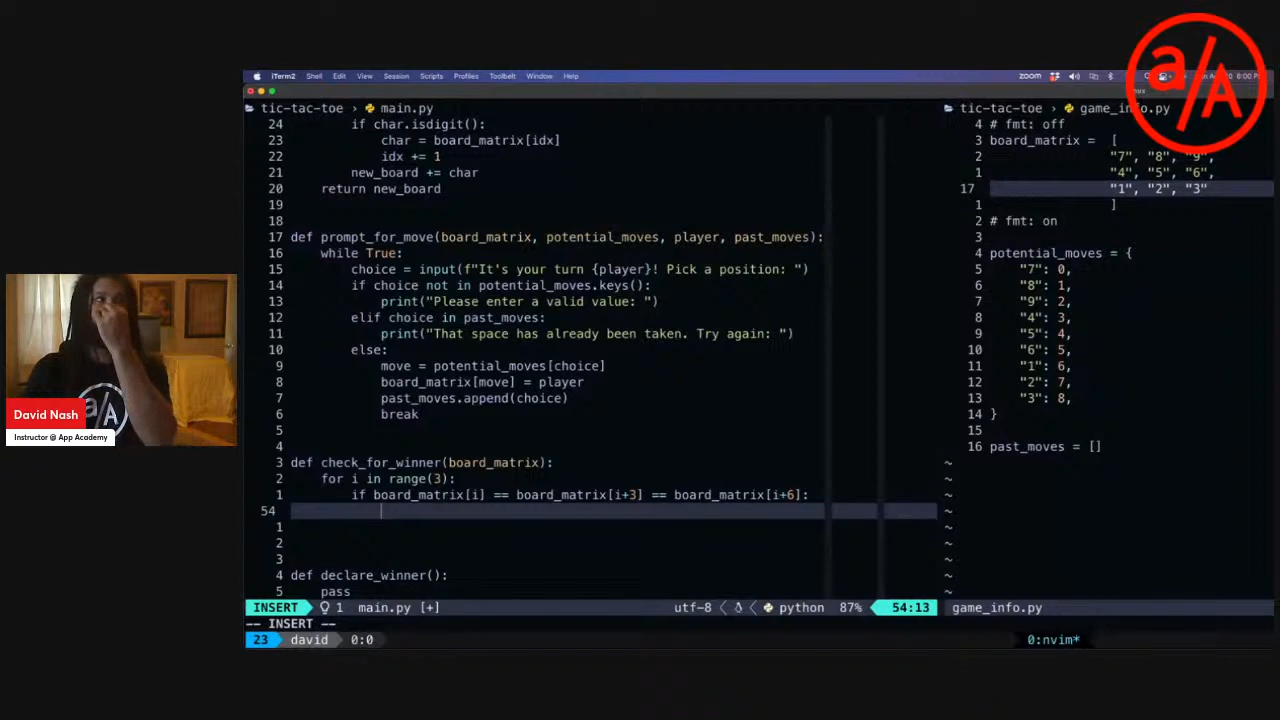 a/A
iTerm2 Shell Edit View Session Scripts Profiles Toolbelt Window Help zoom
tic-tac-toe › main.py
24 if char.isdigit():
23 char = board_matrix[idx]
22 idx += 1
21 new_board += char
20 return new_board
19
18
17 def prompt_for_move(board_matrix, potential_moves, player, past_moves):
16 while True:
15 choice = input(f"It's your turn {player}! Pick a position: ")
14 if choice not in potential_moves.keys():
13 print("Please enter a valid value: ")
12 elif choice in past_moves:
11 print("That space has already been taken. Try again: ")
10 else:
9 move = potential_moves[choice]
8 board_matrix[move] = player
7 past_moves.append(choice)
6 break
5
4
3 def check_for_winner(board_matrix):
2 for i in range(3):
1 if board_matrix[i] == board_matrix[i+3] == board_matrix[i+6]:
54
1
2
3
4 def declare_winner():
5 pass
INSERT 1 main.py [+] utf-8 python 87% 54:13
-- INSERT --
23 david 0:0 0:nvim*
tic-tac-toe › game_info.py
4 # fmt: off
3 board_matrix = [
2 "7", "8", "9",
1 "4", "5", "6",
17 "1", "2", "3"
1 ]
2 # fmt: on
3
4 potential_moves = {
5 "7": 0,
6 "8": 1,
7 "9": 2,
8 "4": 3,
9 "5": 4,
10 "6": 5,
11 "1": 6,
12 "2": 7,
13 "3": 8,
14 }
15
16 past_moves = []
~
~
~
~
~
~
~
~
~
game_info.py
a/A
David Nash
Instructor @ App Academy